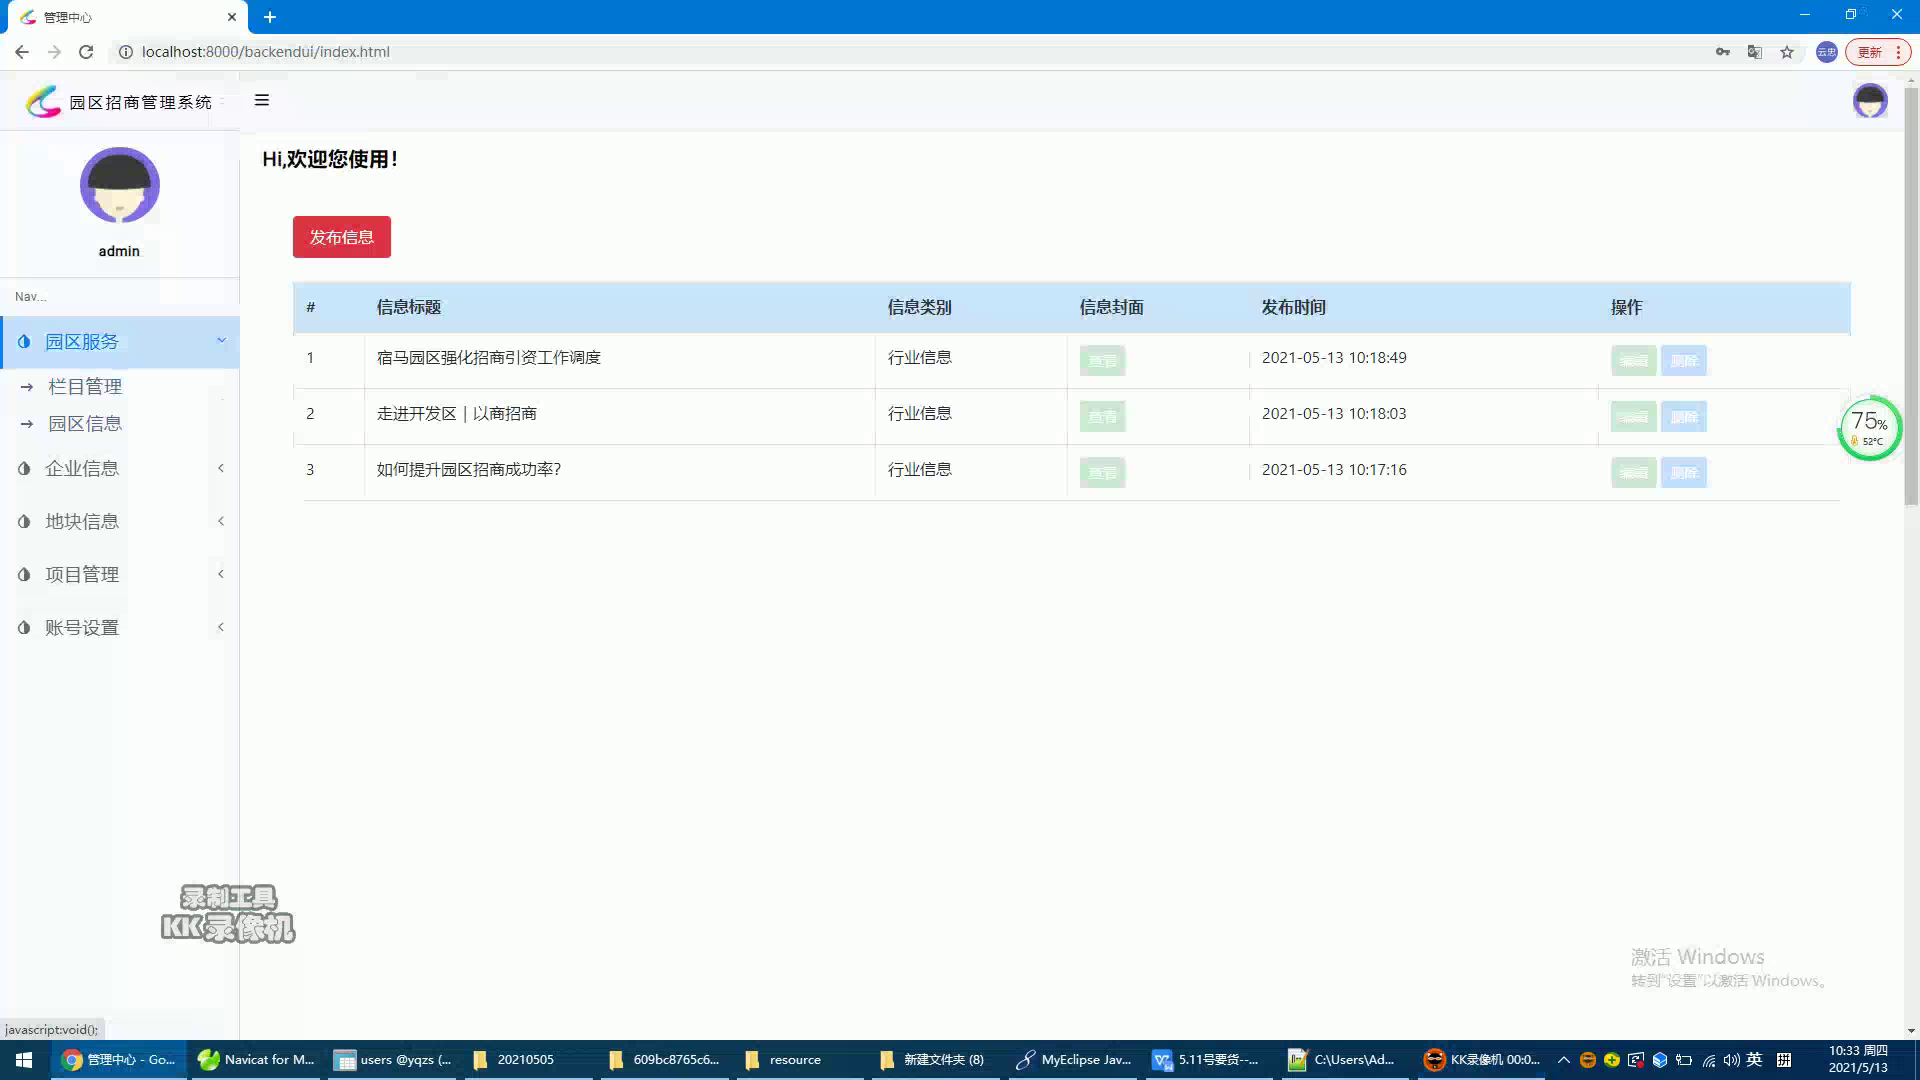 管理中心
localhost:8000/backendui/index.html
云忠
更新
园区招商管理系统
Hi,欢迎您使用!
admin
发布信息
Nav...
# 信息标题 信息类别 信息封面 发布时间 操作
园区服务
1 宿马园区强化招商引资工作调度 行业信息 查看 2021-05-13 10:18:49 编辑 删除
栏目管理
2 走进开发区 | 以商招商 行业信息 查看 2021-05-13 10:18:03 编辑 删除
园区信息
75%
52°C
3 如何提升园区招商成功率? 行业信息 查看 2021-05-13 10:17:16 编辑 删除
企业信息
地块信息
项目管理
账号设置
录制工具
KK录像机
激活 Windows
转到"设置"以激活 Windows。
javascript:void();
管理中心 - Go...
Navicat for M...
users @yqzs (...
20210505
609bc8765c6...
resource
新建文件夹 (8)
MyEclipse Jav...
5.11号要货--...
C:\Users\Ad...
KK录像机 00:0...
英
拼
10:33 周四
2021/5/13